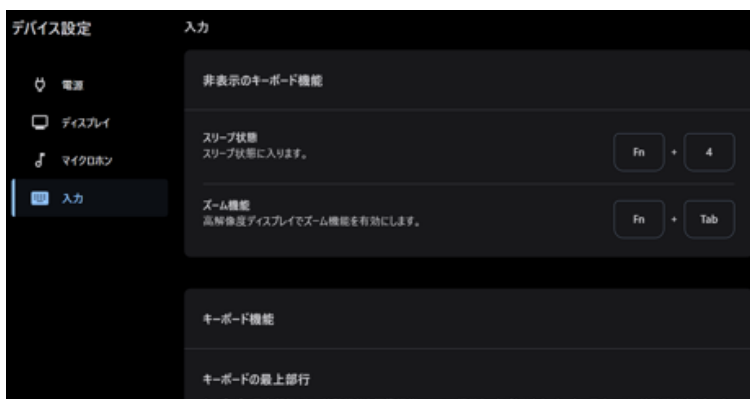 デバイス設定
入力
電源
ディスプレイ
マイクロホン
入力
非表示のキーボード機能
スリープ状態
スリープ状態に入ります。
Fn + 4
ズーム機能
高解像度ディスプレイでズーム機能を有効にします。
Fn + Tab
キーボード機能
キーボードの最上部行